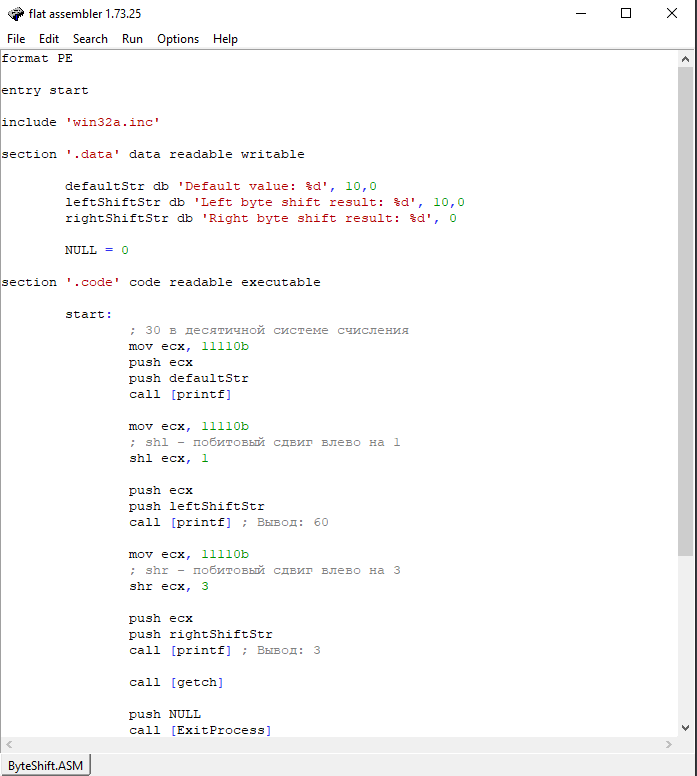 flat assembler 1.73.25
File Edit Search Run Options Help
format PE
entry start
include 'win32a.inc'
section '.data' data readable writable
defaultStr db 'Default value: %d', 10,0
leftShiftStr db 'Left byte shift result: %d', 10,0
rightShiftStr db 'Right byte shift result: %d', 0
NULL = 0
section '.code' code readable executable
start:
; 30 в десятичной системе счисления
mov ecx, 11110b
push ecx
push defaultStr
call [printf]
mov ecx, 11110b
; shl - побитовый сдвиг влево на 1
shl ecx, 1
push ecx
push leftShiftStr
call [printf] ; Вывод: 60
mov ecx, 11110b
; shr - побитовый сдвиг влево на 3
shr ecx, 3
push ecx
push rightShiftStr
call [printf] ; Вывод: 3
call [getch]
push NULL
call [ExitProcess]
ByteShift.ASM